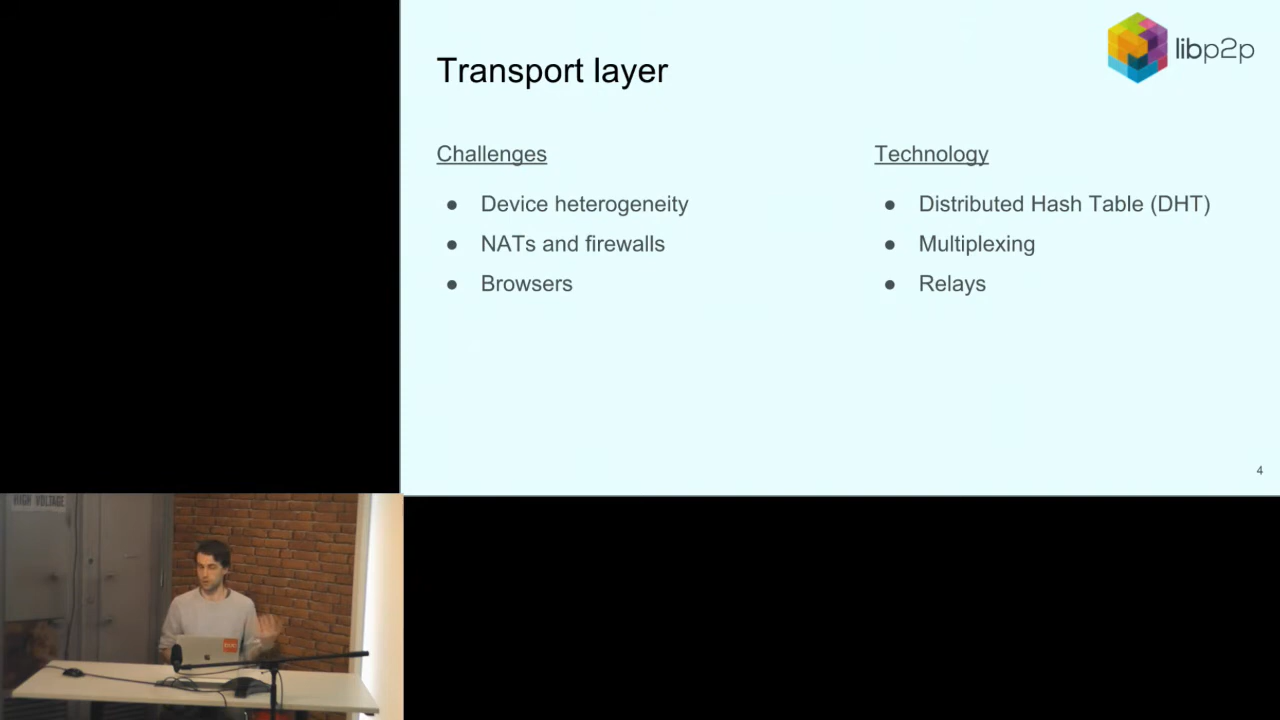 libp2p
Transport layer
Challenges
● Device heterogeneity
● NATs and firewalls
● Browsers
Technology
● Distributed Hash Table (DHT)
● Multiplexing
● Relays
4
HIGH VOLTAGE